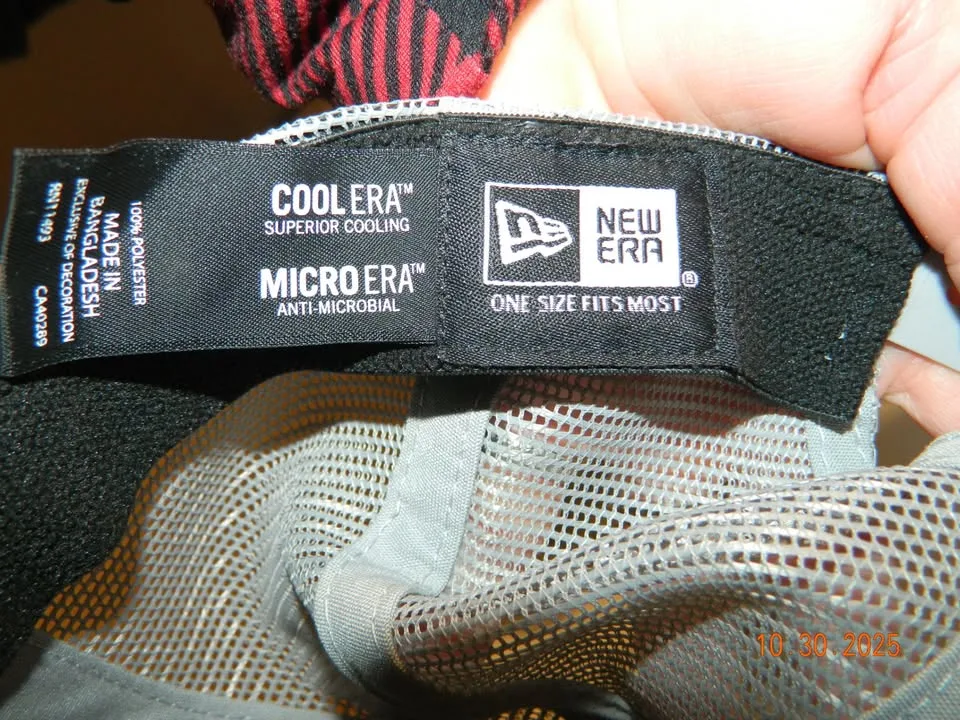 100% POLYESTER
MADE IN
BANGLADESH
EXCLUSIVE OF DECORATION
RN11493 CA40289
COOL ERA™
SUPERIOR COOLING
MICRO ERA™
ANTI-MICROBIAL
NEW
ERA®
ONE SIZE FITS MOST
10 30 2025